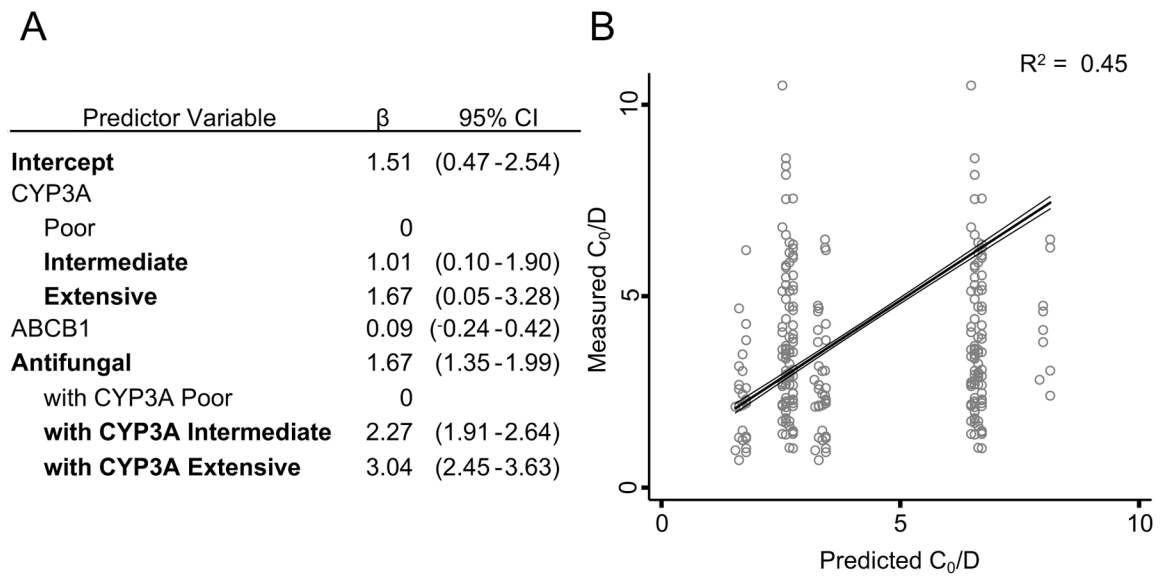 A
Predictor Variable β 95% CI
Intercept 1.51 (0.47 -2.54)
CYP3A
Poor 0
Intermediate 1.01 (0.10 -1.90)
Extensive 1.67 (0.05 -3.28)
ABCB1 0.09 (-0.24 -0.42)
Antifungal 1.67 (1.35 -1.99)
with CYP3A Poor 0
with CYP3A Intermediate 2.27 (1.91 -2.64)
with CYP3A Extensive 3.04 (2.45 -3.63)
B
R² = 0.45
Measured C₀/D
10
5
0
0 5 10
Predicted C₀/D